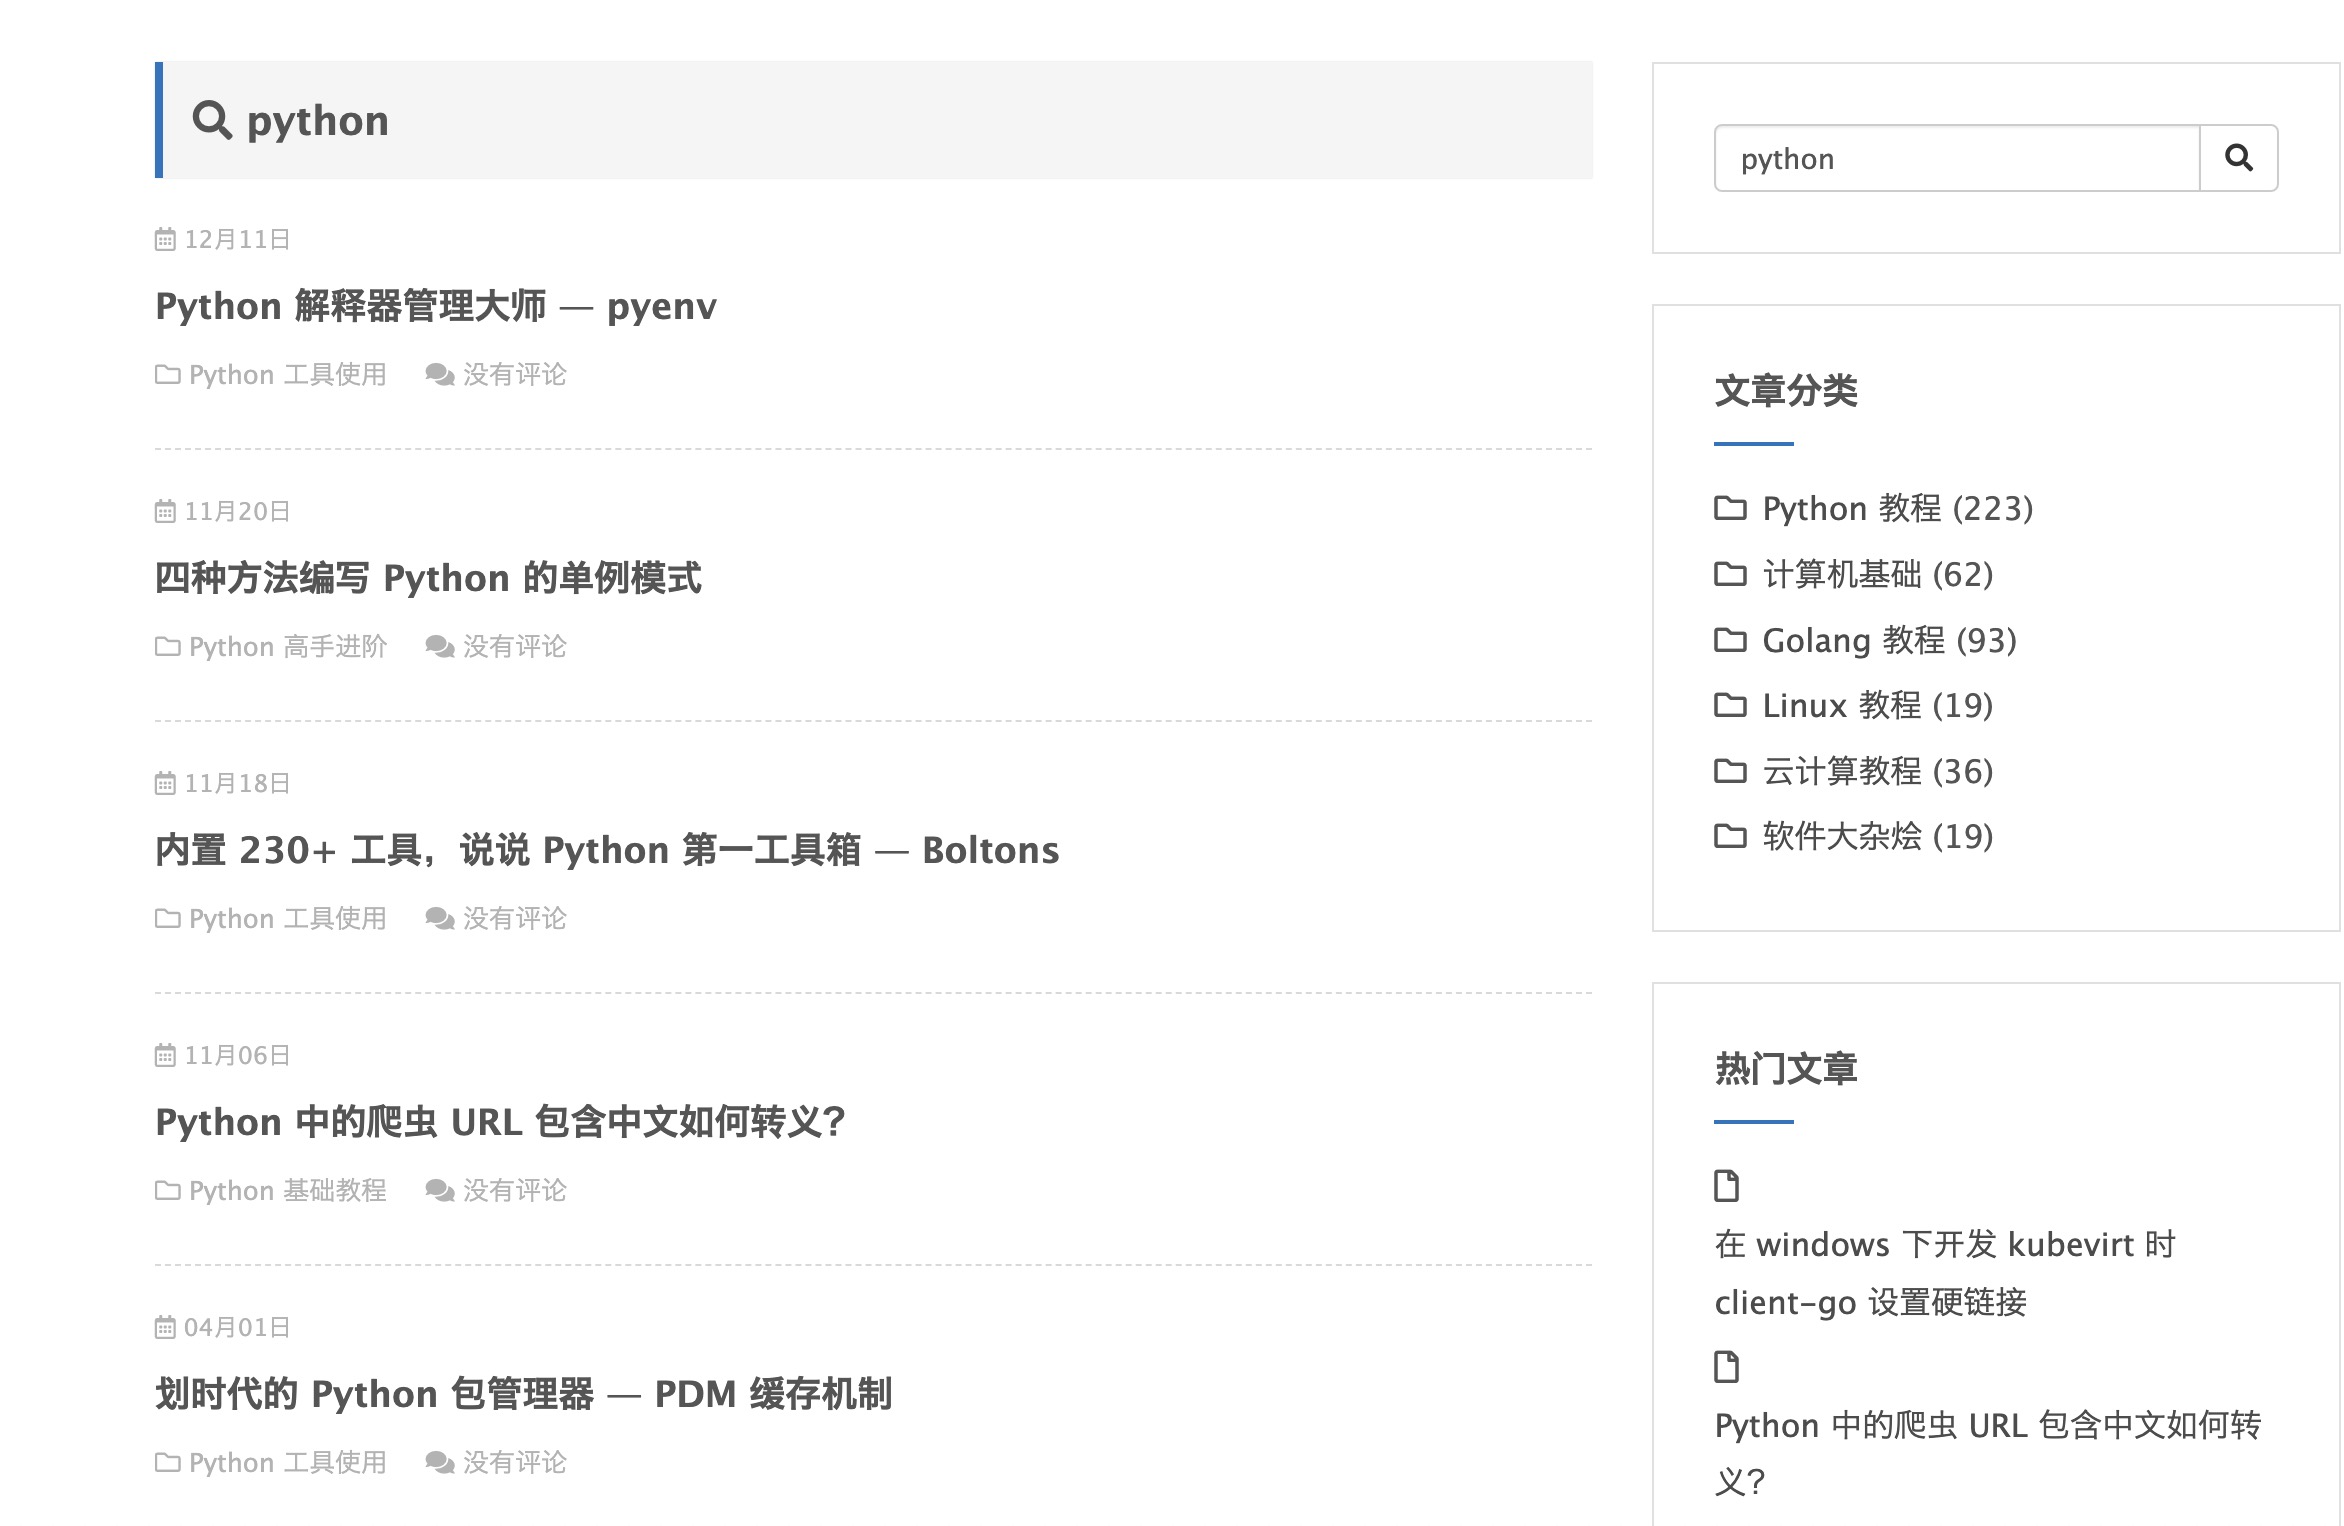 python
12月11日
Python 解释器管理大师 — pyenv
Python 工具使用 没有评论
11月20日
四种方法编写 Python 的单例模式
Python 高手进阶 没有评论
11月18日
内置 230+ 工具，说说 Python 第一工具箱 — Boltons
Python 工具使用 没有评论
11月06日
Python 中的爬虫 URL 包含中文如何转义？
Python 基础教程 没有评论
04月01日
划时代的 Python 包管理器 — PDM 缓存机制
Python 工具使用 没有评论
python
文章分类
Python 教程 (223)
计算机基础 (62)
Golang 教程 (93)
Linux 教程 (19)
云计算教程 (36)
软件大杂烩 (19)
热门文章
在 windows 下开发 kubevirt 时
client-go 设置硬链接
Python 中的爬虫 URL 包含中文如何转
义？